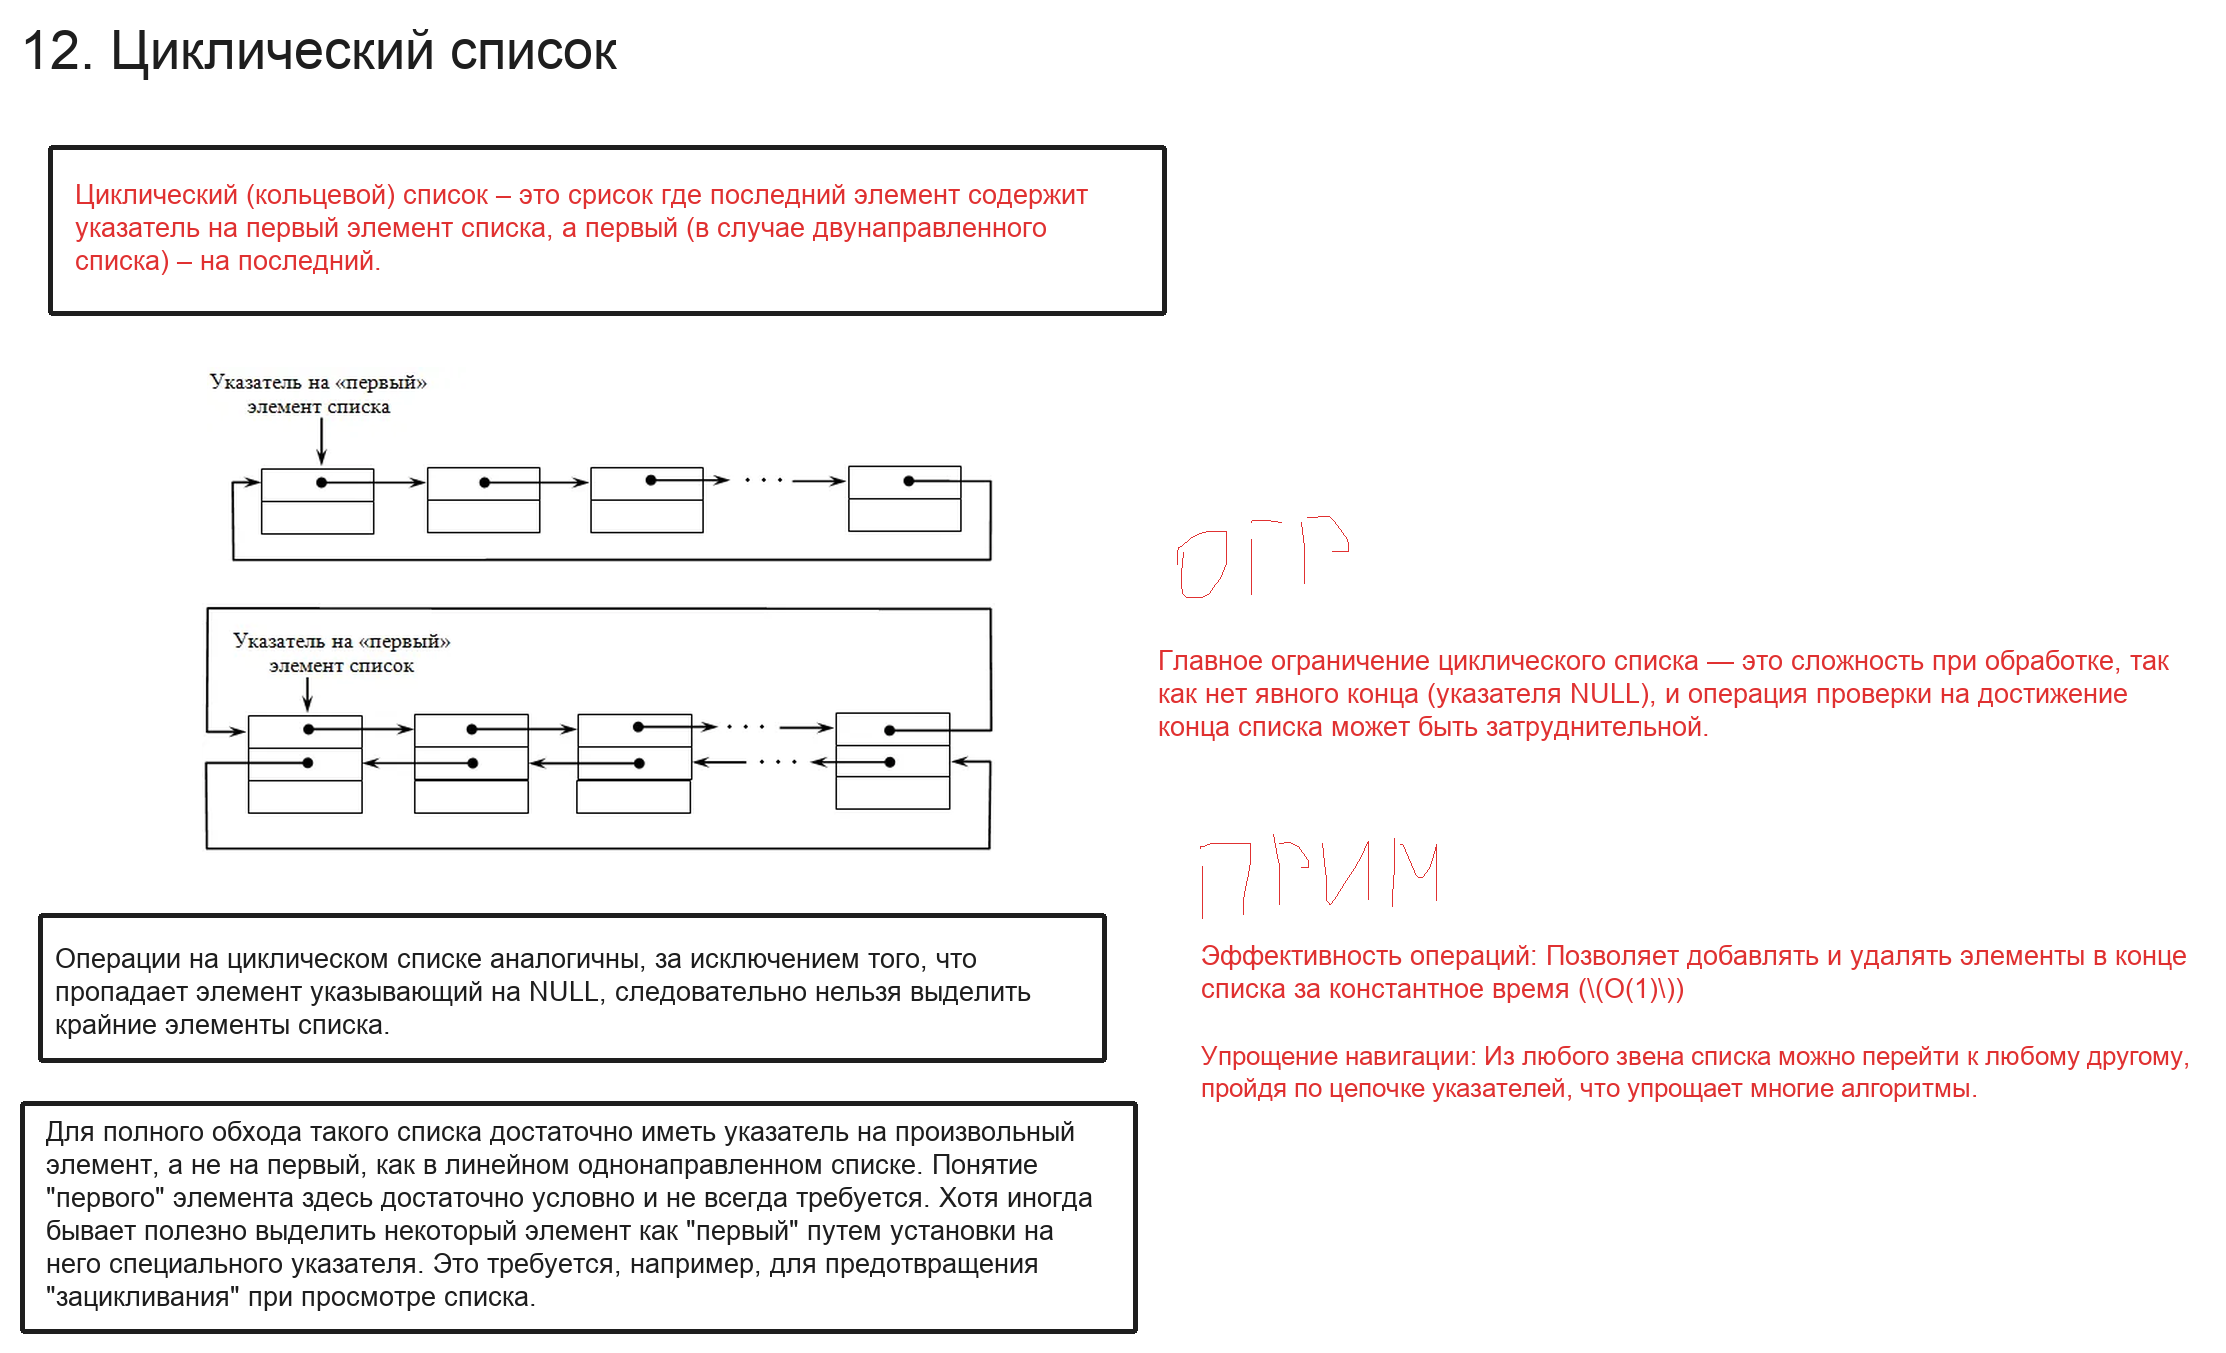 12. Циклический список
Циклический (кольцевой) список – это срисок где последний элемент содержит
указатель на первый элемент списка, а первый (в случае двунаправленного
списка) – на последний.
Указатель на «первый»
элемент списка
Указатель на «первый»
элемент список
Операции на циклическом списке аналогичны, за исключением того, что
пропадает элемент указывающий на NULL, следовательно нельзя выделить
крайние элементы списка.
Для полного обхода такого списка достаточно иметь указатель на произвольный
элемент, а не на первый, как в линейном однонаправленном списке. Понятие
"первого" элемента здесь достаточно условно и не всегда требуется. Хотя иногда
бывает полезно выделить некоторый элемент как "первый" путем установки на
него специального указателя. Это требуется, например, для предотвращения
"зацикливания" при просмотре списка.
ОГР
Главное ограничение циклического списка — это сложность при обработке, так
как нет явного конца (указателя NULL), и операция проверки на достижение
конца списка может быть затруднительной.
ПРИМ
Эффективность операций: Позволяет добавлять и удалять элементы в конце
списка за константное время (\(O(1)\))
Упрощение навигации: Из любого звена списка можно перейти к любому другому,
пройдя по цепочке указателей, что упрощает многие алгоритмы.